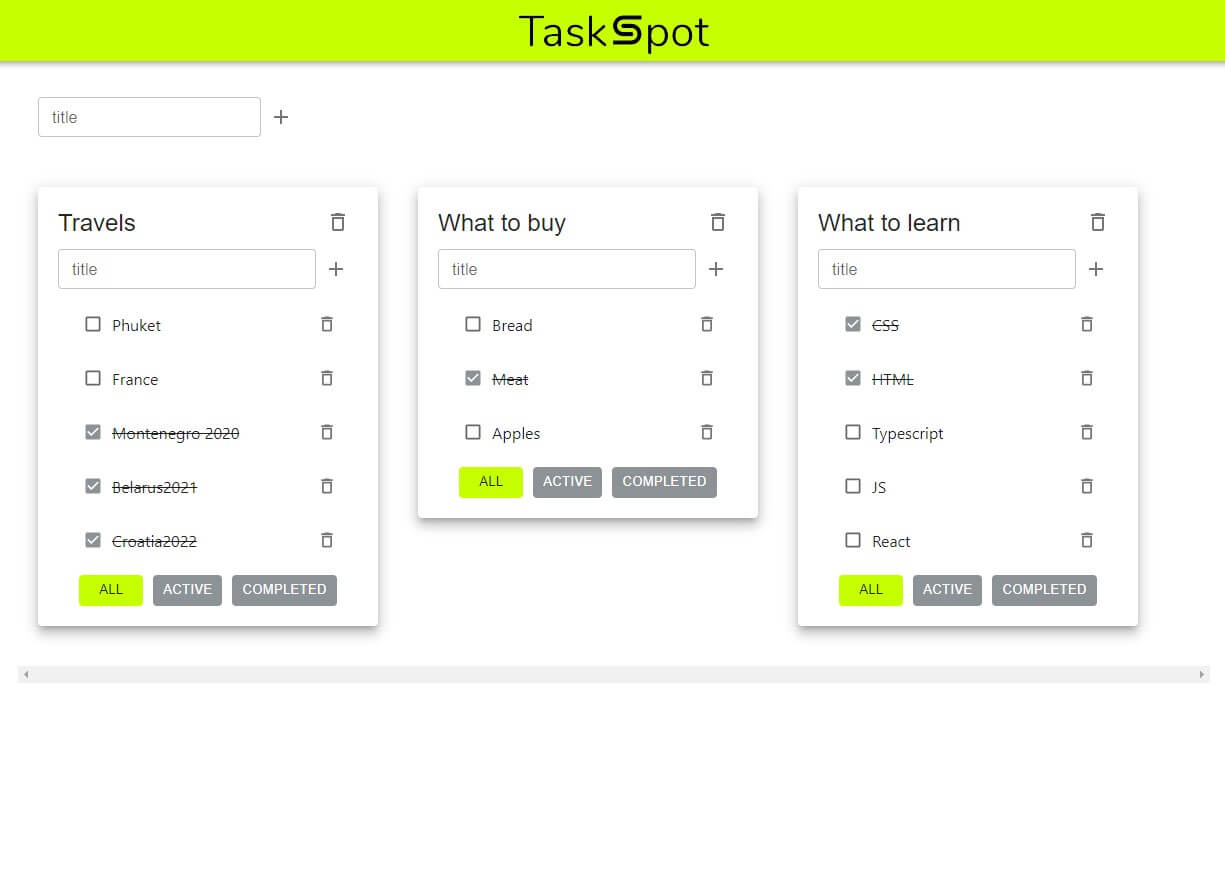 TaskSpot
title
Travels
title
Phuket
France
Montenegro 2020
Belarus2021
Croatia2022
ALL ACTIVE COMPLETED
What to buy
title
Bread
Meat
Apples
ALL ACTIVE COMPLETED
What to learn
title
CSS
HTML
Typescript
JS
React
ALL ACTIVE COMPLETED